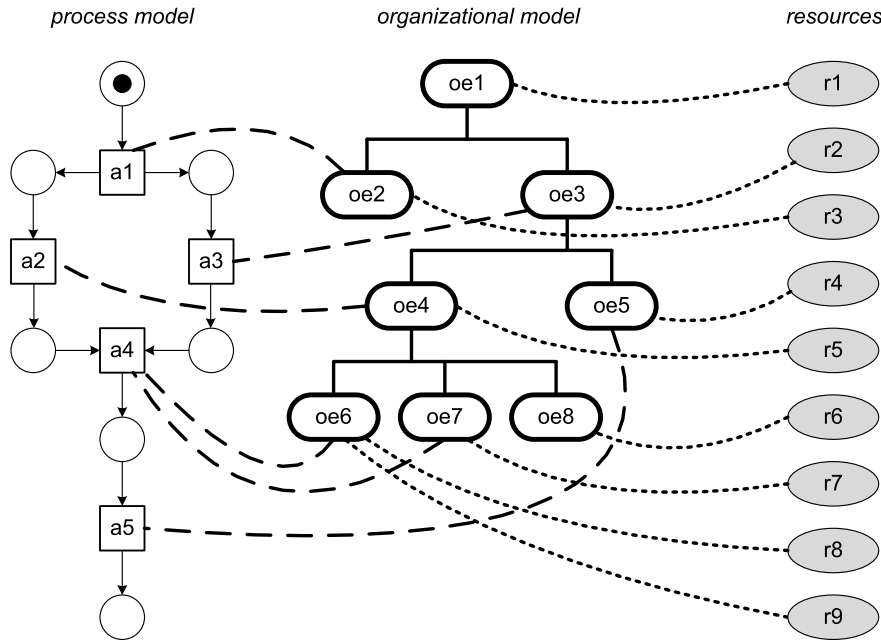 process model
organizational model
resources
oe1
r1
r2
a1
oe2
oe3
r3
a2
a3
r4
oe4
oe5
a4
r5
oe6
oe7
oe8
r6
r7
a5
r8
r9